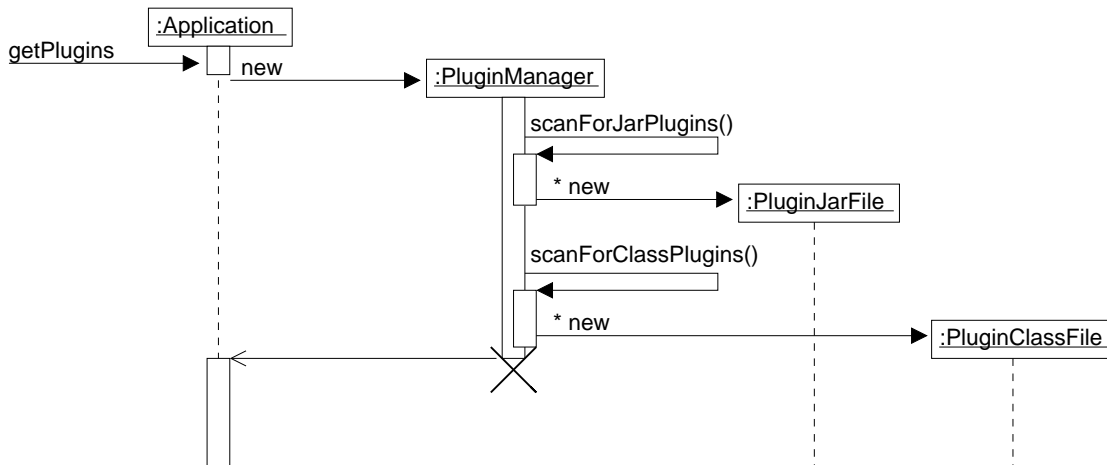 :Application
getPlugins
new
:PluginManager
scanForJarPlugins()
* new
:PluginJarFile
scanForClassPlugins()
* new
:PluginClassFile